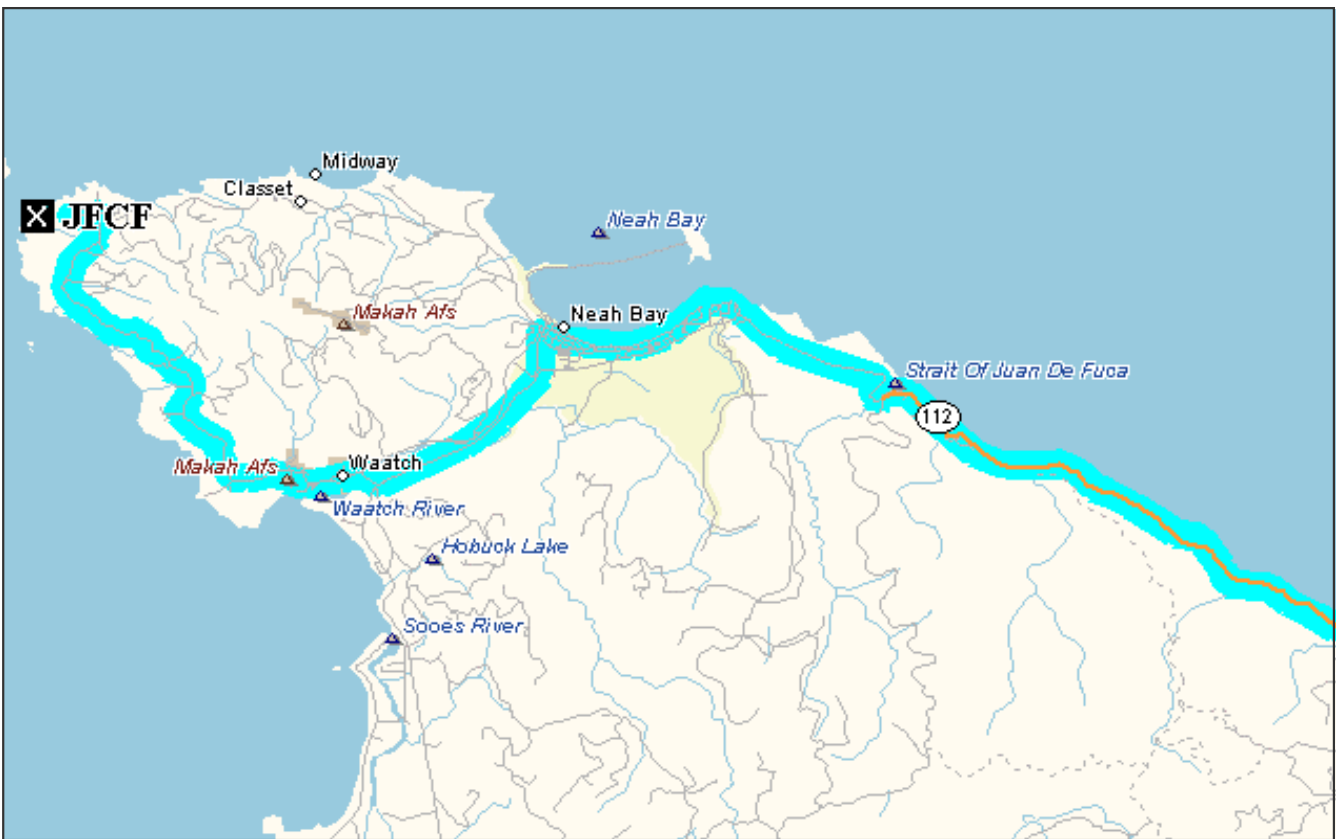 Midway
Classet
X JFCF
Neah Bay
Makah Afs
Neah Bay
Strait Of Juan De Fuca
112
Waatch
Makah Afs
Waatch River
Hobuck Lake
Sooes River